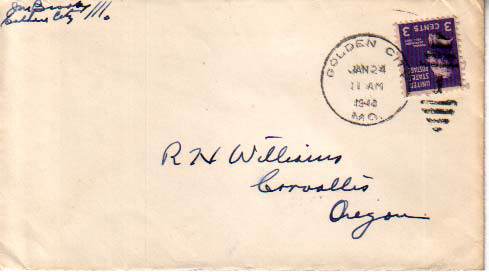 Golden City Mo.
GOLDEN CITY
JAN 24
11 AM
1940
MO.
3 CENTS 3
UNITED
STATES
POSTAGE
R H Williams
Corvallis
Oregon